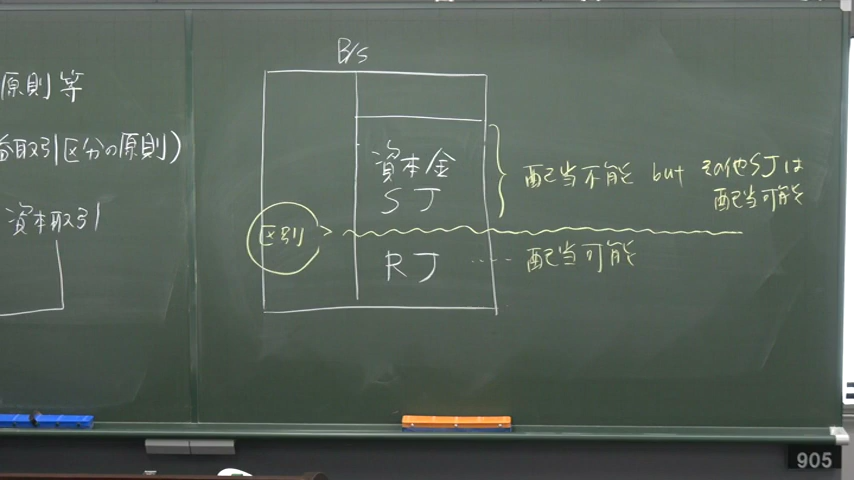 原則等
益取引区分の原則)
資本取引
B/S
資本金
SJ
区別
RJ
配当不能 but その他SJは
配当可能
配当可能
905